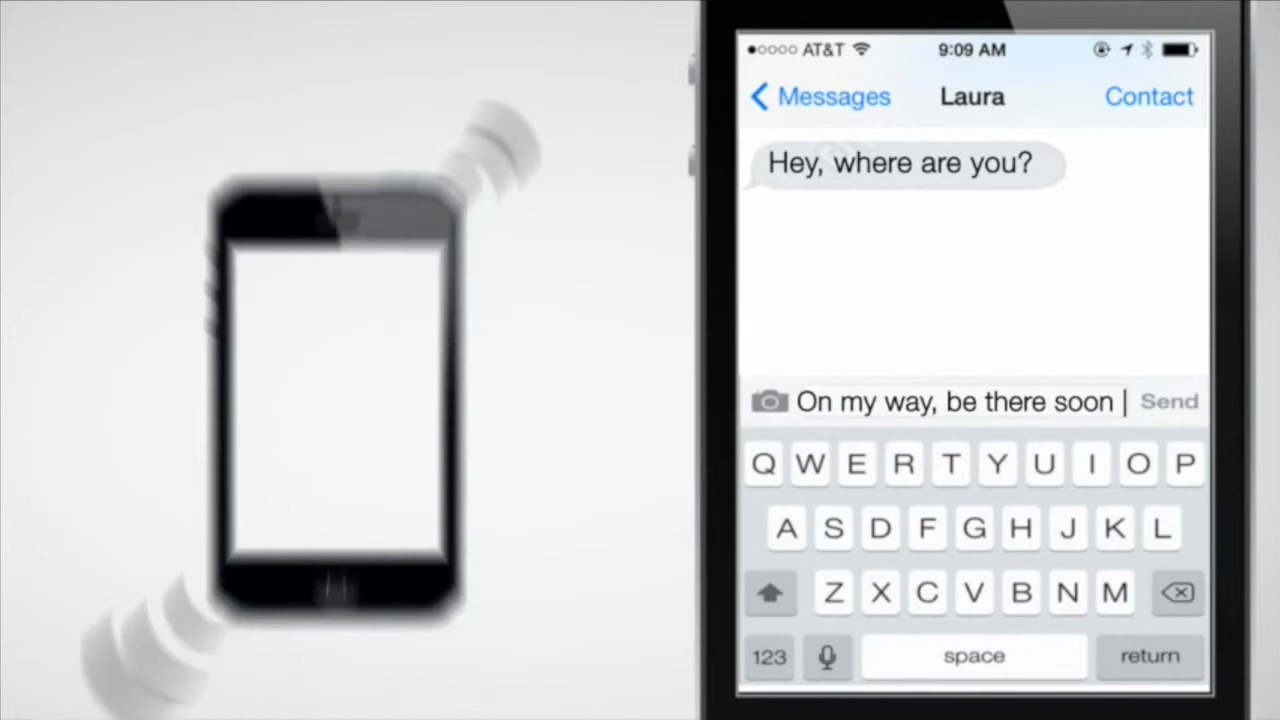 AT&T 9:09 AM
Messages Laura Contact
Hey, where are you?
On my way, be there soon Send
Q W E R T Y U I O P
A S D F G H J K L
Z X C V B N M
123 space return